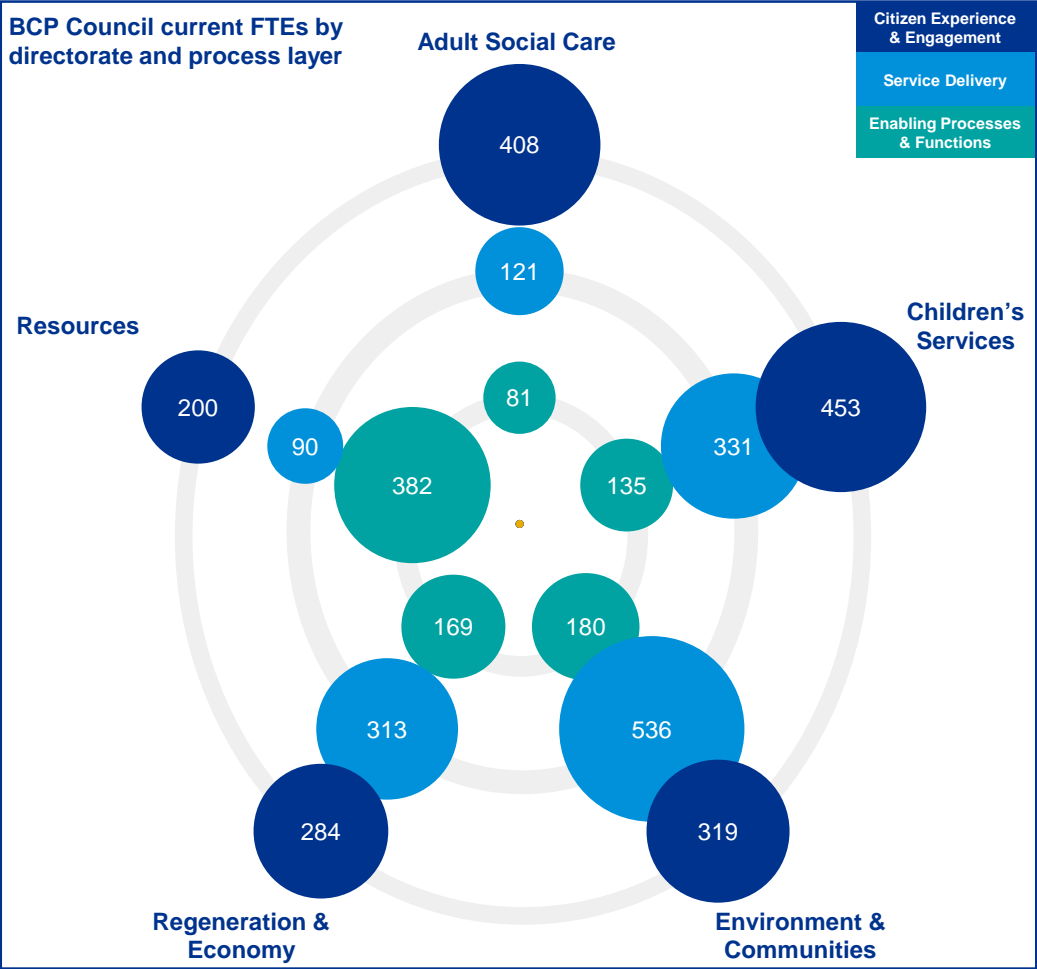 BCP Council current FTEs by
directorate and process layer
Citizen Experience
& Engagement
Service Delivery
Enabling Processes
& Functions
Adult Social Care
408
121
81
Children’s
Services
453
331
135
Resources
200
90
382
169
313
284
Regeneration &
Economy
180
536
319
Environment &
Communities